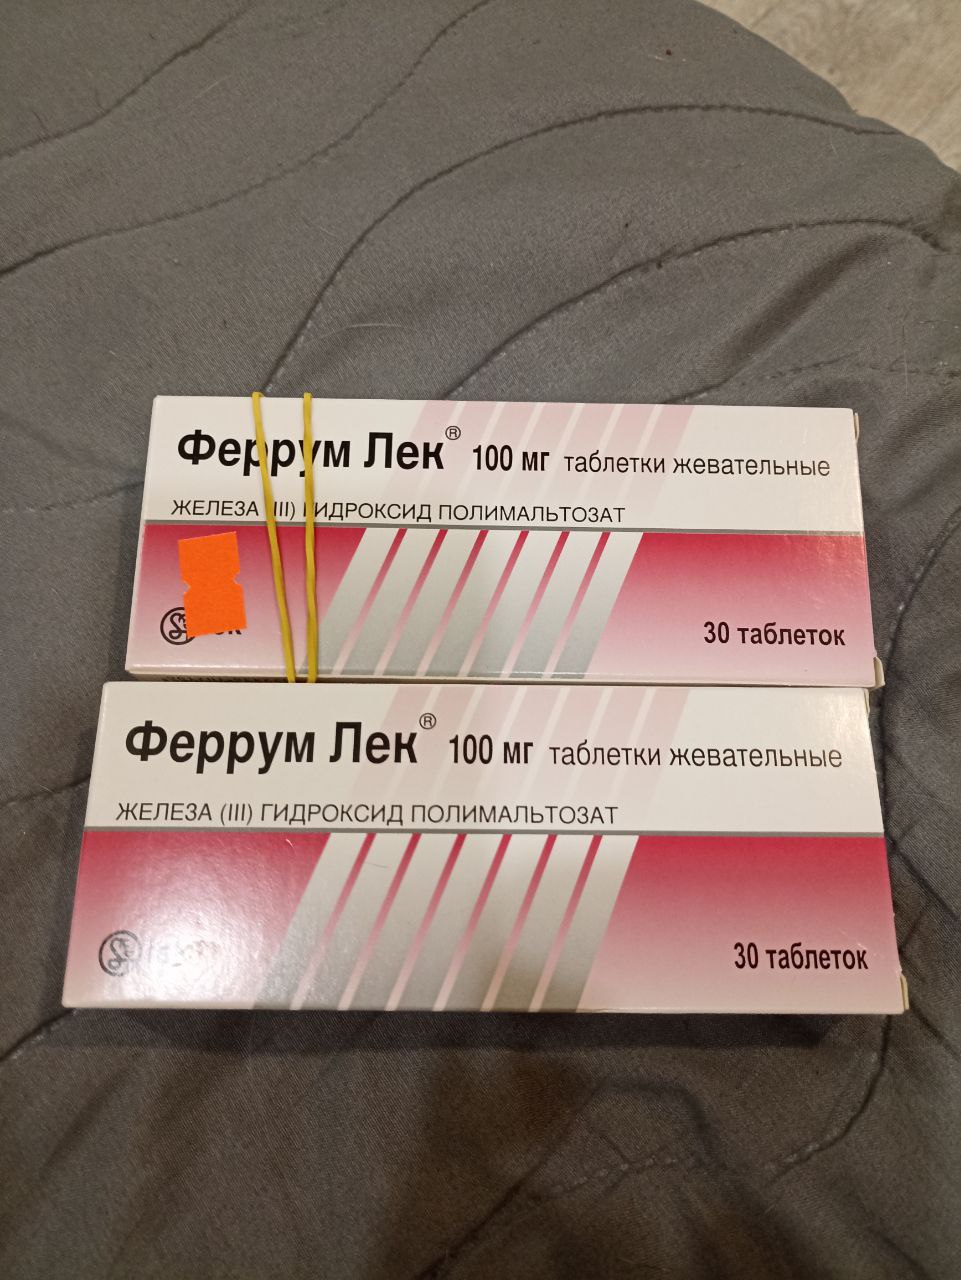 Феррум Лек® 100 мг таблетки жевательные
ЖЕЛЕЗА (III) ГИДРОКСИД ПОЛИМАЛЬТОЗАТ
30 таблеток
Феррум Лек® 100 мг таблетки жевательные
ЖЕЛЕЗА (III) ГИДРОКСИД ПОЛИМАЛЬТОЗАТ
30 таблеток